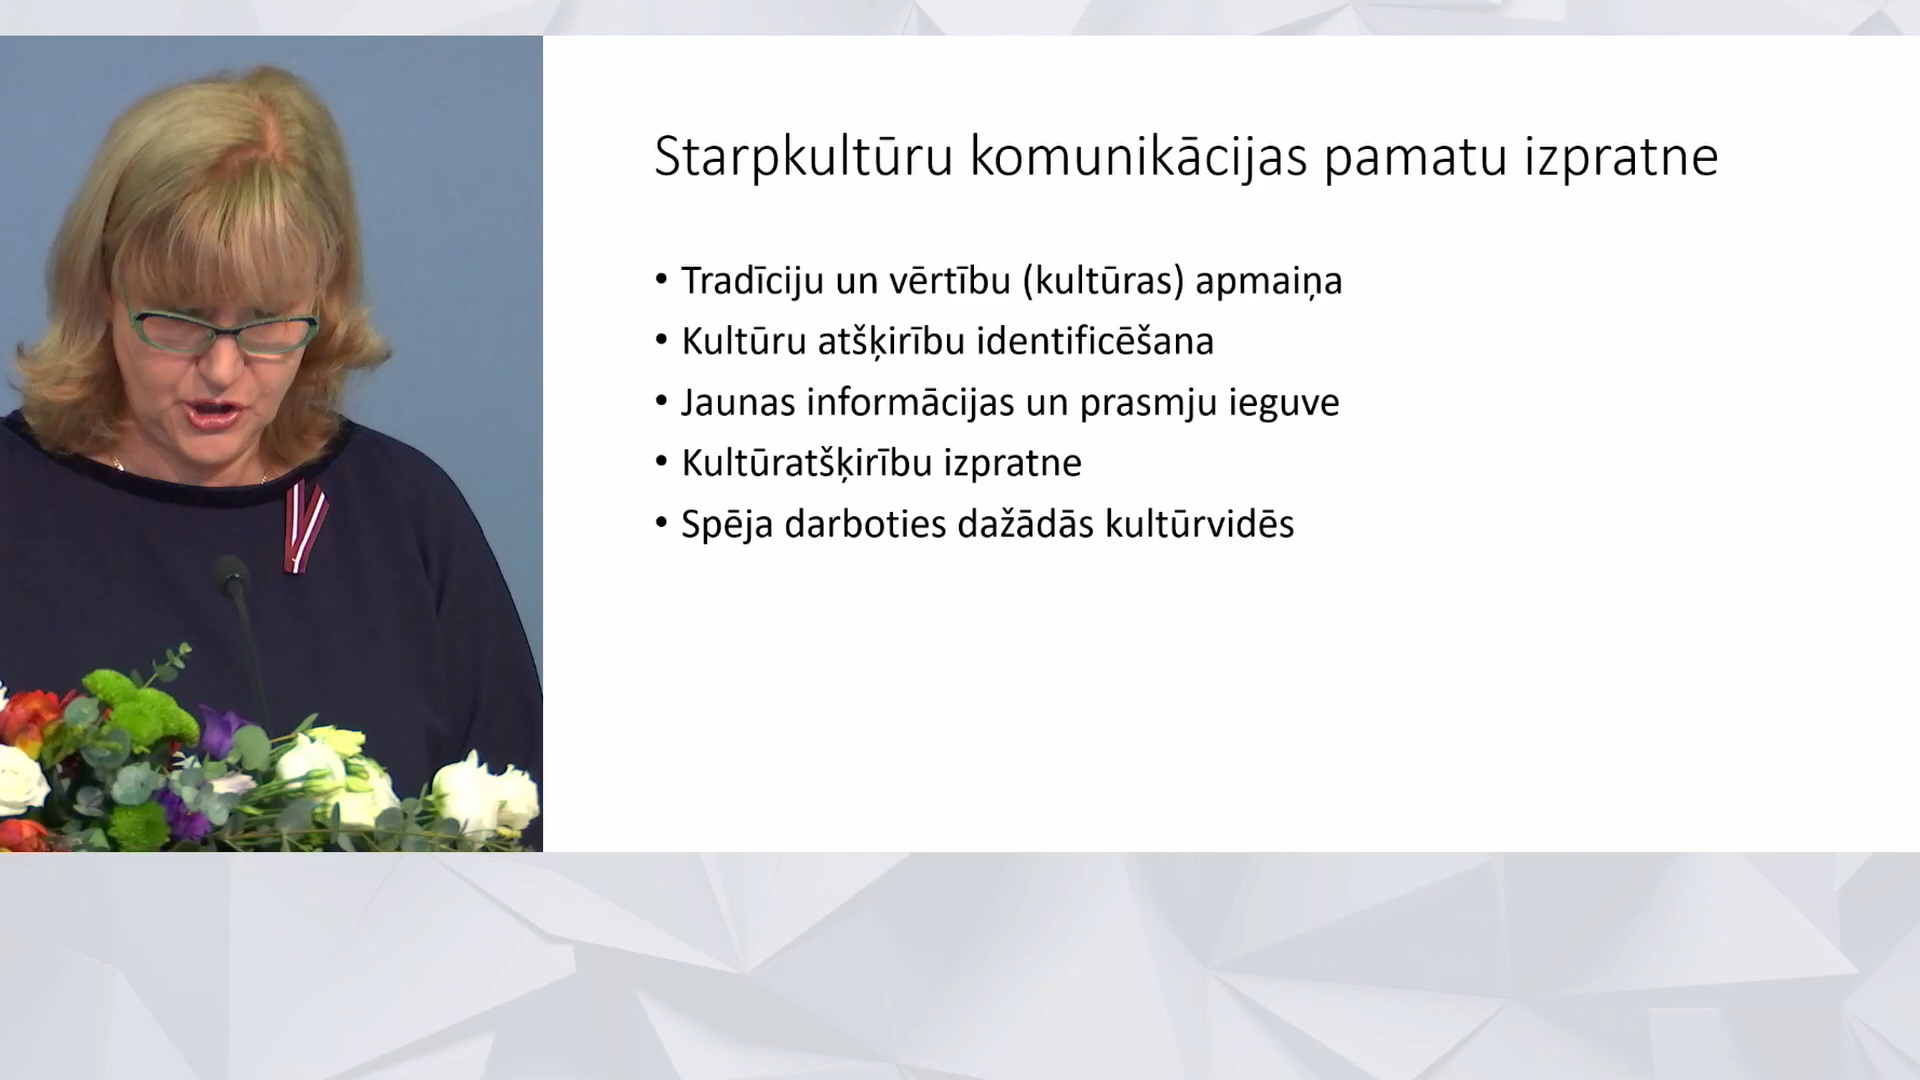 Starpkultūru komunikācijas pamatu izpratne
• Tradīciju un vērtību (kultūras) apmaiņa
• Kultūru atšķirību identificēšana
• Jaunas informācijas un prasmju ieguve
• Kultūratšķirību izpratne
• Spēja darboties dažādās kultūrvidēs